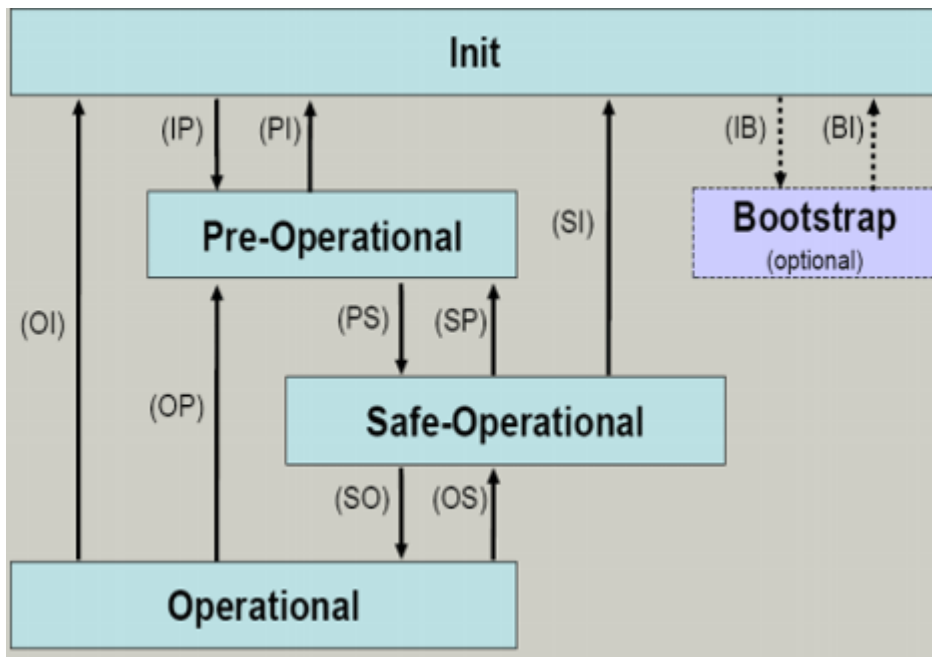 Init
(IP)
(PI)
(IB)
(BI)
Pre-Operational
(SI)
Bootstrap
(optional)
(OI)
(PS)
(SP)
(OP)
Safe-Operational
(SO)
(OS)
Operational